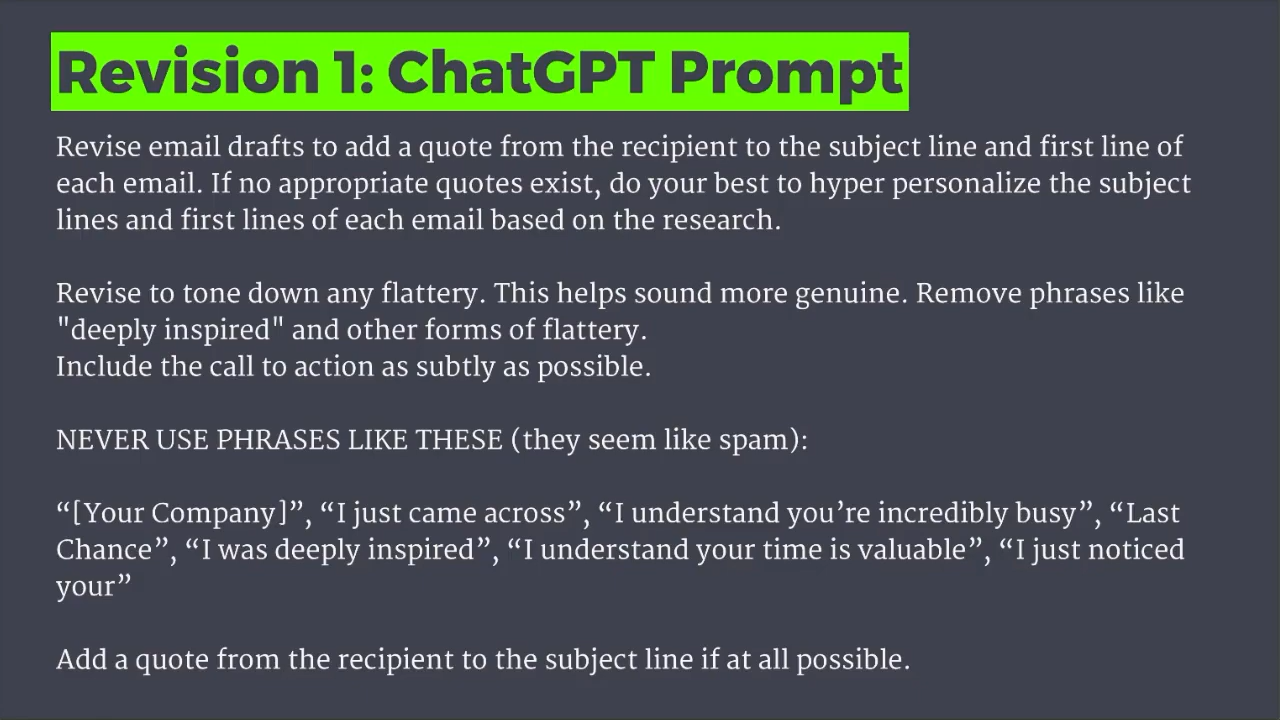 Revision 1: ChatGPT Prompt
Revise email drafts to add a quote from the recipient to the subject line and first line of
each email. If no appropriate quotes exist, do your best to hyper personalize the subject
lines and first lines of each email based on the research.
Revise to tone down any flattery. This helps sound more genuine. Remove phrases like
"deeply inspired" and other forms of flattery.
Include the call to action as subtly as possible.
NEVER USE PHRASES LIKE THESE (they seem like spam):
“[Your Company]”, “I just came across”, “I understand you’re incredibly busy”, “Last
Chance”, “I was deeply inspired”, “I understand your time is valuable”, “I just noticed
your”
Add a quote from the recipient to the subject line if at all possible.